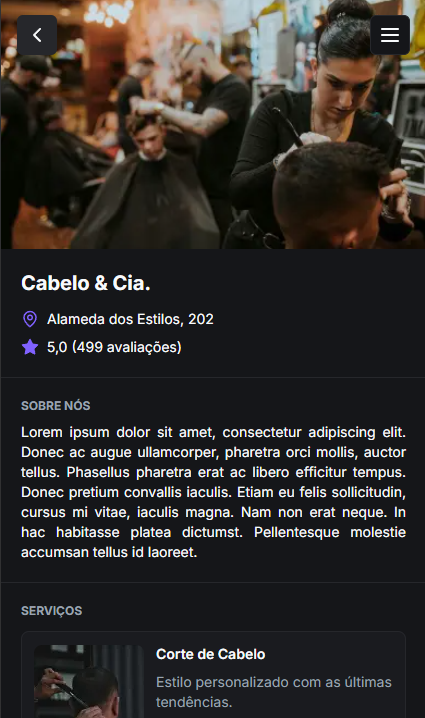 Cabelo & Cia.
Alameda dos Estilos, 202
5,0 (499 avaliações)
SOBRE NÓS
Lorem ipsum dolor sit amet, consectetur adipiscing elit.
Donec ac augue ullamcorper, pharetra orci mollis, auctor
tellus. Phasellus pharetra erat ac libero efficitur tempus.
Donec pretium convallis iaculis. Etiam eu felis sollicitudin,
cursus mi vitae, iaculis magna. Nam non erat neque. In
hac habitasse platea dictumst. Pellentesque molestie
accumsan tellus id laoreet.
SERVIÇOS
Corte de Cabelo
Estilo personalizado com as últimas
tendências.